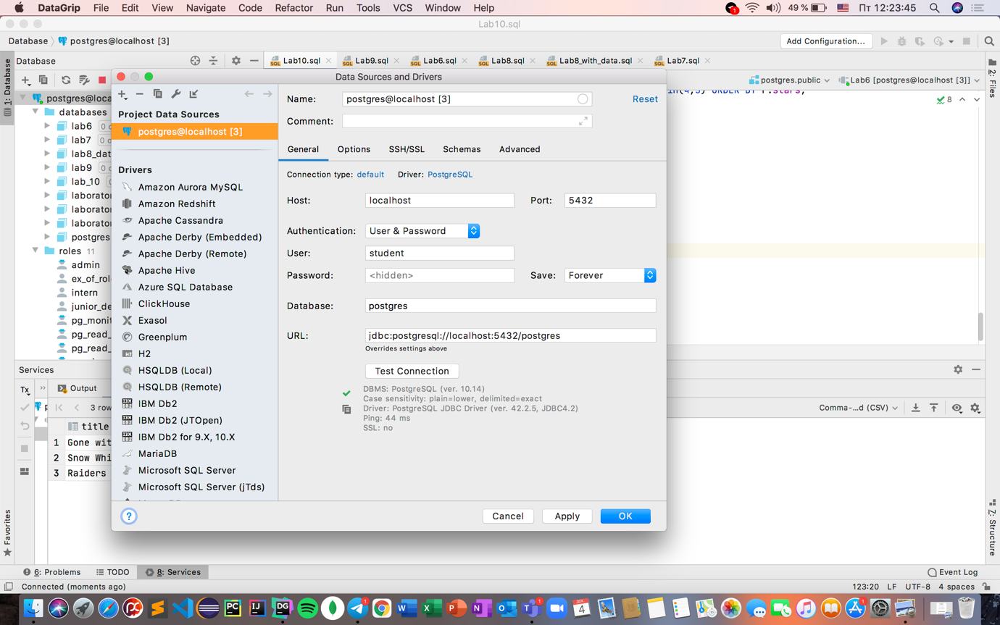 DataGrip File Edit View Navigate Code Refactor Run Tools VCS Window Help
1 49 % Пт 12:23:45
Lab10.sql
Database postgres@localhost [3] Add Configuration...
Database
Lab10.sql Lab9.sql Lab6.sql Lab8.sql Lab8_with_data.sql Lab7.sql
1: Database
2: Files
postgres.public Lab6 [postgres@localhost [3]]
8
postgres@loca
databases
lab6 0
lab7 0
lab8_dat
lab9 0
lab_10
laborator
laborator
laborator
postgres
roles 11
admin
ex_of_rol
intern
junior_de
pg_monit
pg_read_
pg_read_
Data Sources and Drivers
Project Data Sources
postgres@localhost [3]
Drivers
Amazon Aurora MySQL
Amazon Redshift
Apache Cassandra
Apache Derby (Embedded)
Apache Derby (Remote)
Apache Hive
Azure SQL Database
ClickHouse
Exasol
Greenplum
H2
HSQLDB (Local)
HSQLDB (Remote)
IBM Db2
IBM Db2 (JTOpen)
IBM Db2 for 9.X, 10.X
MariaDB
Microsoft SQL Server
Microsoft SQL Server (jTds)
Name: postgres@localhost [3] Reset
Comment:
General Options SSH/SSL Schemas Advanced
Connection type: default Driver: PostgreSQL
Host: localhost Port: 5432
Authentication: User & Password
User: student
Password: <hidden> Save: Forever
Database: postgres
URL: jdbc:postgresql://localhost:5432/postgres
Overrides settings above
Test Connection
DBMS: PostgreSQL (ver. 10.14)
Case sensitivity: plain=lower, delimited=exact
Driver: PostgreSQL JDBC Driver (ver. 42.2.5, JDBC4.2)
Ping: 44 ms
SSL: no
? Cancel Apply OK
Services
Tx Output
3 row
Comma-...d (CSV)
title
1 Gone wit
2 Snow Whi
3 Raiders
Favorites
Z: Structure
6: Problems TODO 8: Services Event Log
Connected (moments ago) 123:20 LF UTF-8 4 spaces